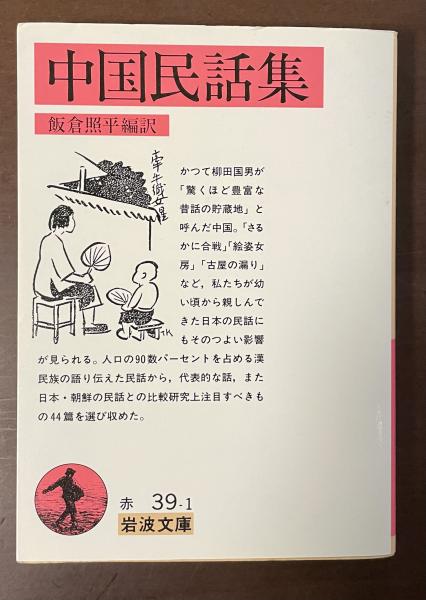 中国民話集
飯倉照平編訳
牽牛織女星
かつて柳田国男が
「驚くほど豊富な
昔話の貯蔵地」と
呼んだ中国。「さる
かに合戦」「絵姿女
房」「古屋の漏り」
など，私たちが幼
い頃から親しんで
きた日本の民話に
もそのつよい影響
が見られる。人口の90数パーセントを占める漢
民族の語り伝えた民話から，代表的な話，また
日本・朝鮮の民話との比較研究上注目すべきも
の44篇を選び収めた。
TK
赤 39-1
岩波文庫